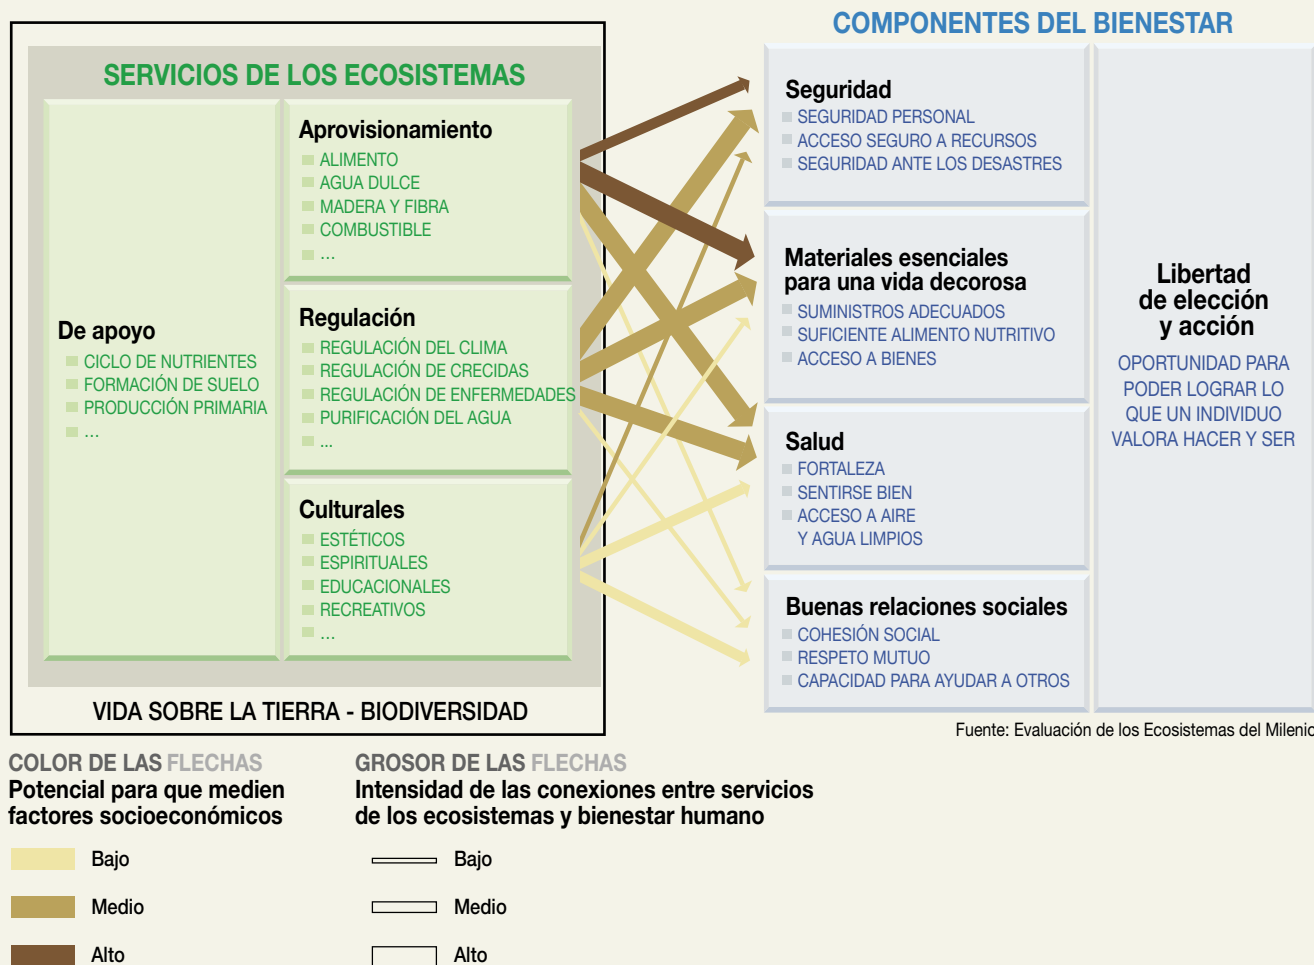 COMPONENTES DEL BIENESTAR
SERVICIOS DE LOS ECOSISTEMAS
De apoyo
CICLO DE NUTRIENTES
FORMACIÓN DE SUELO
PRODUCCIÓN PRIMARIA
...
Aprovisionamiento
ALIMENTO
AGUA DULCE
MADERA Y FIBRA
COMBUSTIBLE
...
Regulación
REGULACIÓN DEL CLIMA
REGULACIÓN DE CRECIDAS
REGULACIÓN DE ENFERMEDADES
PURIFICACIÓN DEL AGUA
...
Culturales
ESTÉTICOS
ESPIRITUALES
EDUCACIONALES
RECREATIVOS
...
VIDA SOBRE LA TIERRA - BIODIVERSIDAD
Seguridad
SEGURIDAD PERSONAL
ACCESO SEGURO A RECURSOS
SEGURIDAD ANTE LOS DESASTRES
Materiales esenciales
para una vida decorosa
SUMINISTROS ADECUADOS
SUFICIENTE ALIMENTO NUTRITIVO
ACCESO A BIENES
Salud
FORTALEZA
SENTIRSE BIEN
ACCESO A AIRE
Y AGUA LIMPIOS
Buenas relaciones sociales
COHESIÓN SOCIAL
RESPETO MUTUO
CAPACIDAD PARA AYUDAR A OTROS
Libertad
de elección
y acción
OPORTUNIDAD PARA
PODER LOGRAR LO
QUE UN INDIVIDUO
VALORA HACER Y SER
Fuente: Evaluación de los Ecosistemas del Milenio
COLOR DE LAS FLECHAS
Potencial para que medien
factores socioeconómicos
Bajo
Medio
Alto
GROSOR DE LAS FLECHAS
Intensidad de las conexiones entre servicios
de los ecosistemas y bienestar humano
Bajo
Medio
Alto